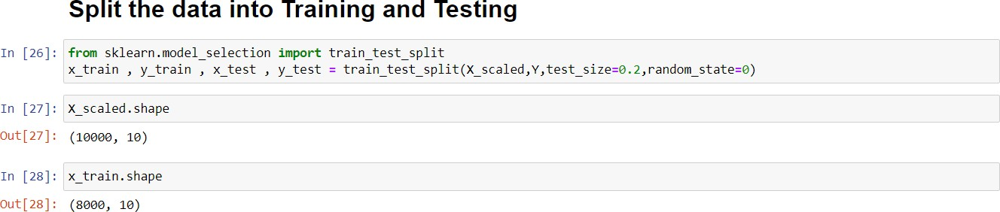 Split the data into Training and Testing
In [26]: from sklearn.model_selection import train_test_split
x_train , y_train , x_test , y_test = train_test_split(X_scaled,Y,test_size=0.2,random_state=0)
In [27]: X_scaled.shape
Out[27]: (10000, 10)
In [28]: x_train.shape
Out[28]: (8000, 10)